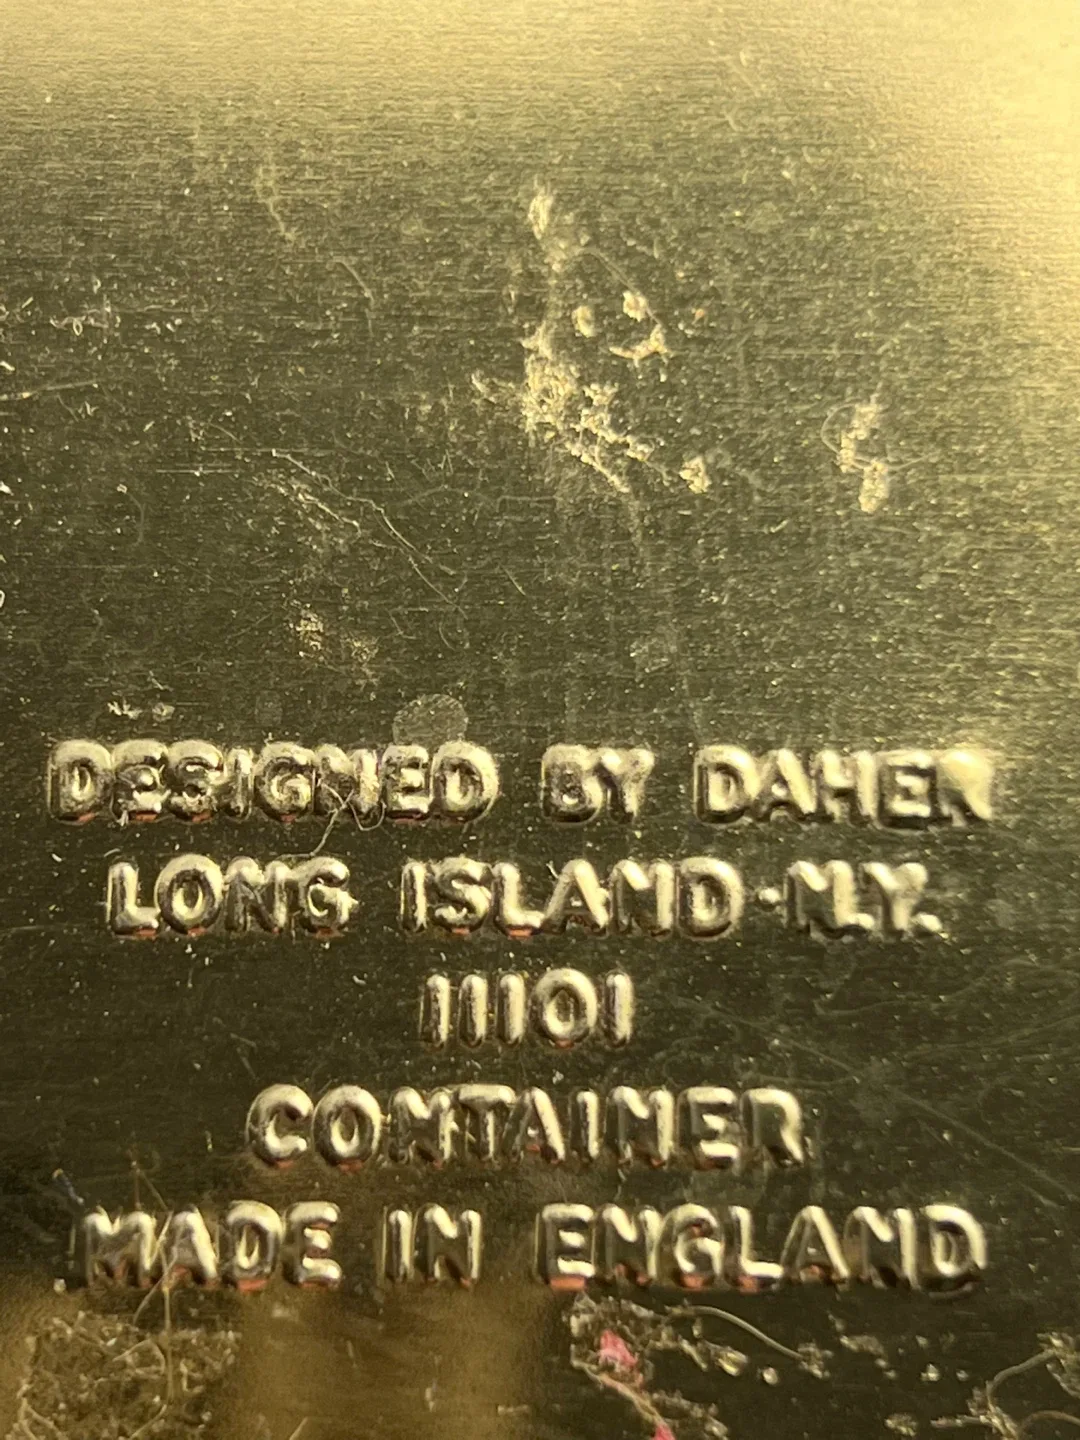 DESIGNED BY DAHER
LONG ISLAND·N.Y.
11101
CONTAINER
MADE IN ENGLAND